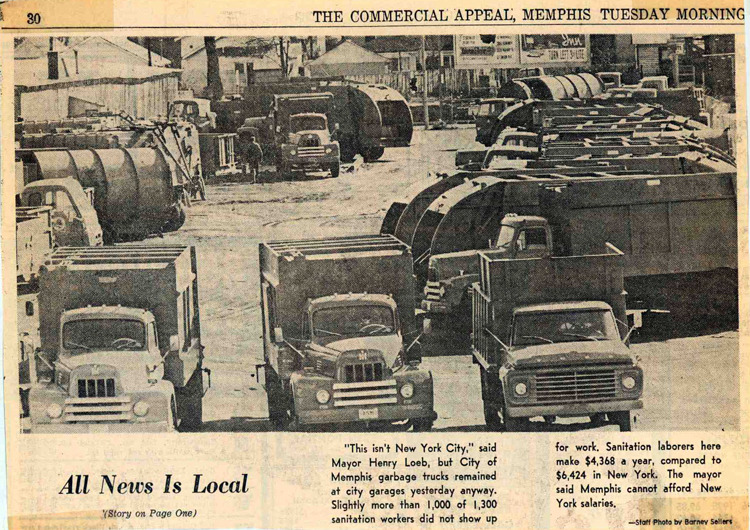 30
THE COMMERCIAL APPEAL, MEMPHIS TUESDAY MORNING
Inn
TURN LEFT
All News Is Local
(Story on Page One)
"This isn't New York City," said
Mayor Henry Loeb, but City of
Memphis garbage trucks remained
at city garages yesterday anyway.
Slightly more than 1,000 of 1,300
sanitation workers did not show up
for work. Sanitation laborers here
make $4,368 a year, compared to
$6,424 in New York. The mayor
said Memphis cannot afford New
York salaries.
—Staff Photo by Barney Sellers